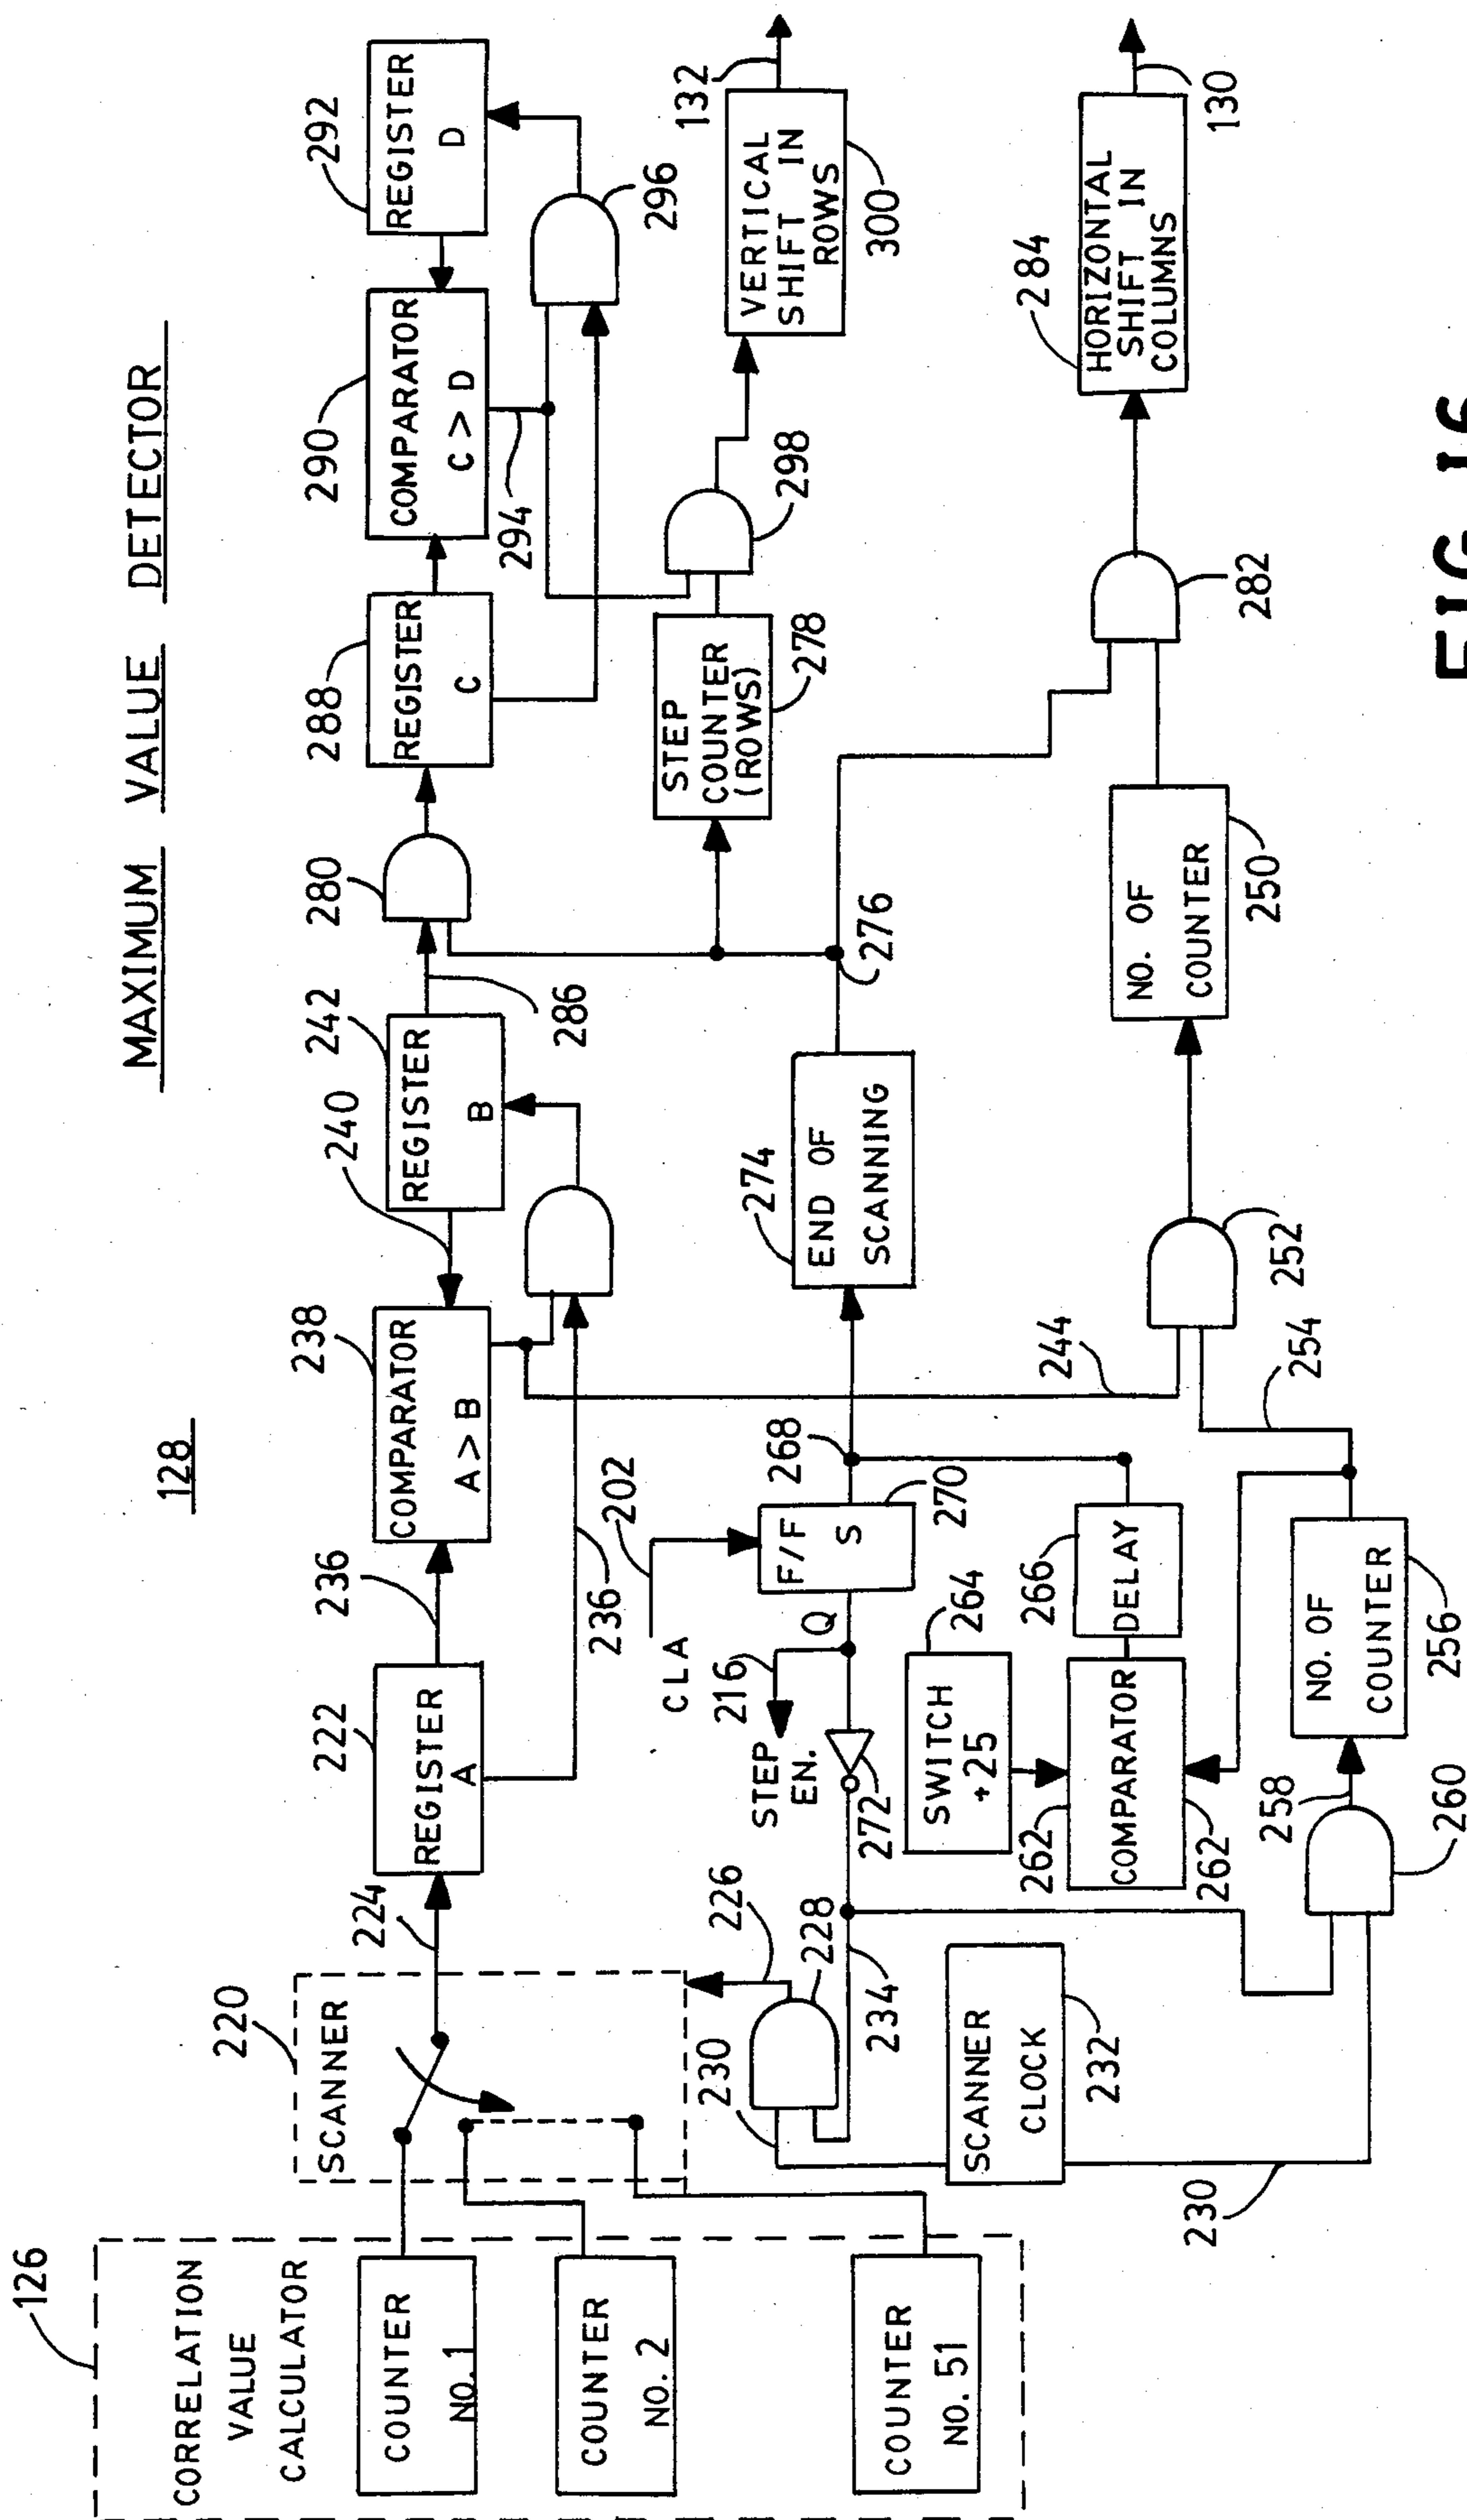 MAXIMUM VALUE DETECTOR
128
126
CORRELATION
VALUE
CALCULATOR
COUNTER
NO. 1
COUNTER
NO. 2
COUNTER
NO. 51
220
SCANNER
224
222
REGISTER
A
236
236
238
COMPARATOR
A > B
240
242
REGISTER
B
286
280
288
REGISTER
C
290
COMPARATOR
C > D
294
292
REGISTER
D
296
STEP
COUNTER
(ROWS)
278
298
VERTICAL
SHIFT IN
ROWS
300
132
226
228
230
234
SCANNER
CLOCK
232
230
CLA
202
216
STEP
EN.
Q
F/F
S
270
268
272
274
END OF
SCANNING
276
SWITCH
+25
264
262
COMPARATOR
262
266
DELAY
244
258
260
NO. OF
COUNTER
256
254
252
NO. OF
COUNTER
250
282
284
HORIZONTAL
SHIFT IN
COLUMNS
130